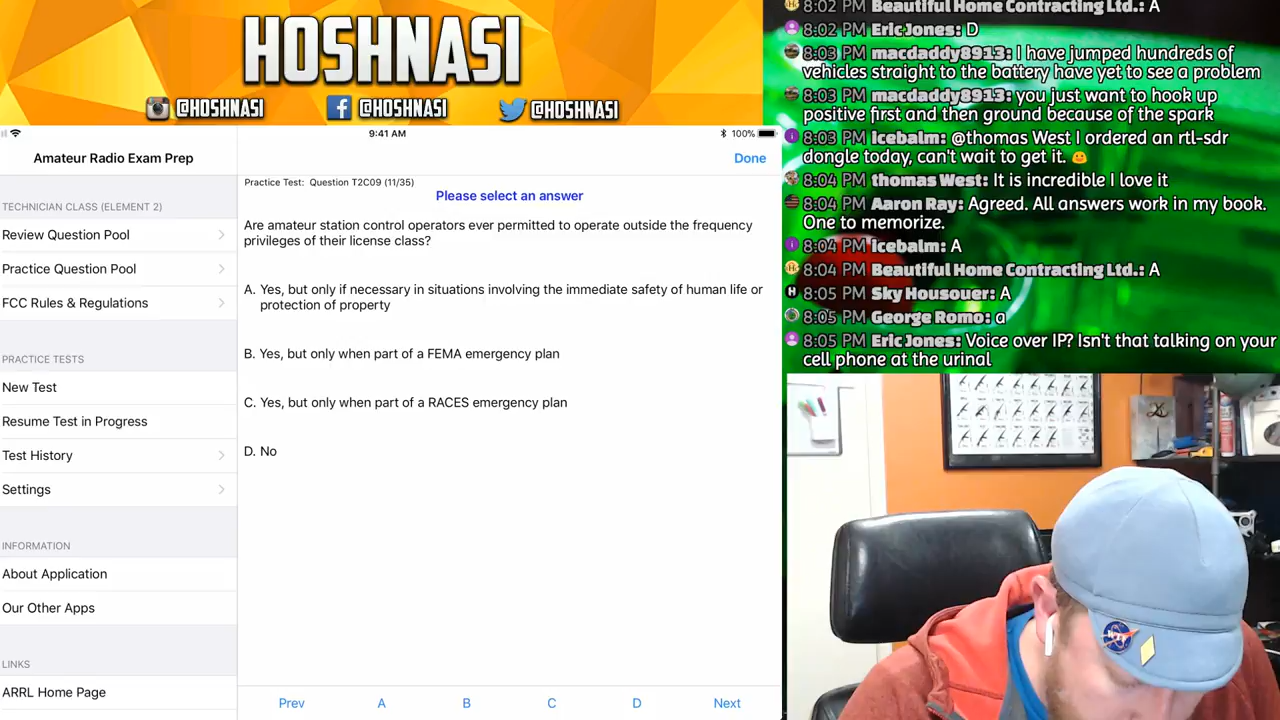 HOSHNASI
@HOSHNASI
@HOSHNASI
@HOSHNASI
9:41 AM
100%
Amateur Radio Exam Prep
Done
TECHNICIAN CLASS (ELEMENT 2)
Review Question Pool
Practice Question Pool
FCC Rules & Regulations
PRACTICE TESTS
New Test
Resume Test in Progress
Test History
Settings
INFORMATION
About Application
Our Other Apps
LINKS
ARRL Home Page
Practice Test: Question T2C09 (11/35)
Please select an answer
Are amateur station control operators ever permitted to operate outside the frequency
privileges of their license class?
A. Yes, but only if necessary in situations involving the immediate safety of human life or
protection of property
B. Yes, but only when part of a FEMA emergency plan
C. Yes, but only when part of a RACES emergency plan
D. No
Prev A B C D Next
8:02 PM Beautiful Home Contracting Ltd.: A
8:02 PM Eric Jones: D
8:03 PM macdaddy8913: I have jumped hundreds of
vehicles straight to the battery have yet to see a problem
8:03 PM macdaddy8913: you just want to hook up
positive first and then ground because of the spark
8:03 PM icebalm: @thomas West I ordered an rtl-sdr
dongle today, can't wait to get it.
8:04 PM thomas West: It is incredible I love it
8:04 PM Aaron Ray: Agreed. All answers work in my book.
One to memorize.
8:04 PM icebalm: A
8:04 PM Beautiful Home Contracting Ltd.: A
8:05 PM Sky Housouer: A
8:05 PM George Romo: a
8:05 PM Eric Jones: Voice over IP? Isn't that talking on your
cell phone at the urinal